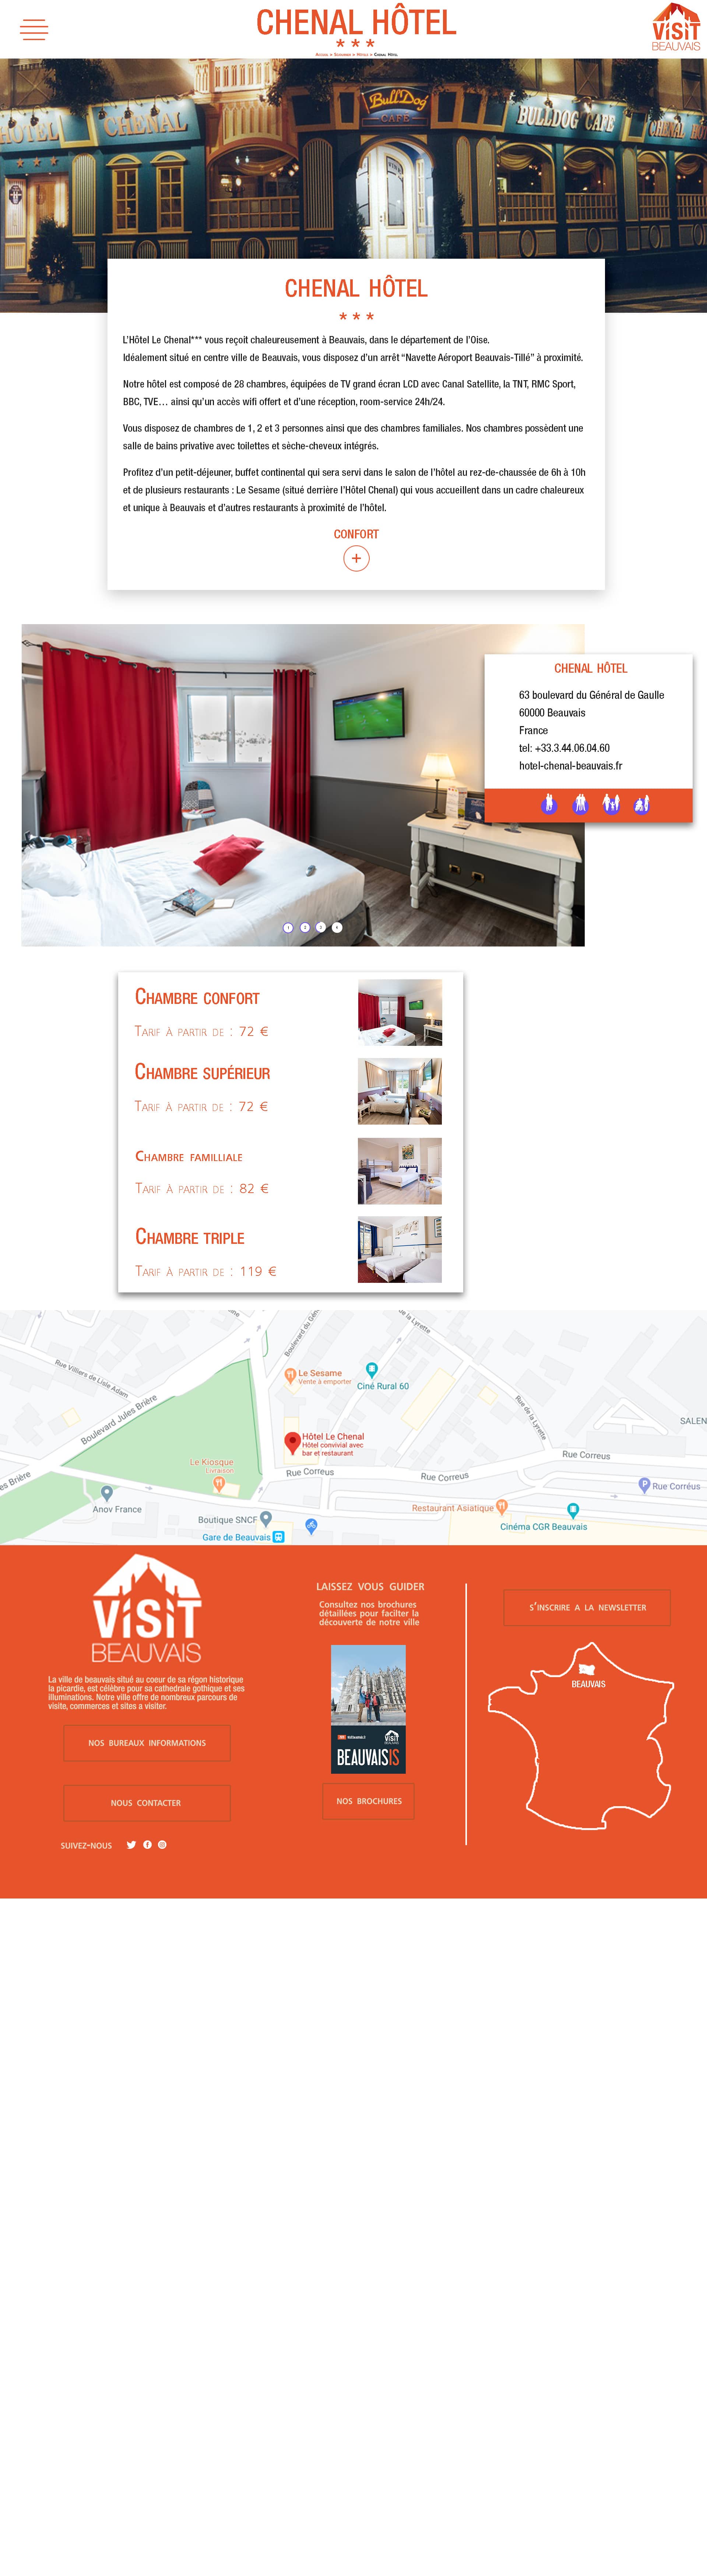 CHENAL HÔTEL
* * *
Accueil > Séjourner > Hôtels > Chenal Hôtel
VISIT
BEAUVAIS
HOTEL
CHENAL
BullDog
CAFE
BULLDOG CAFE
CHENAL HO
CHENAL HÔTEL
* * *
L'Hôtel Le Chenal*** vous reçoit chaleureusement à Beauvais, dans le département de l'Oise.
Idéalement situé en centre ville de Beauvais, vous disposez d'un arrêt “Navette Aéroport Beauvais-Tillé” à proximité.
Notre hôtel est composé de 28 chambres, équipées de TV grand écran LCD avec Canal Satellite, la TNT, RMC Sport,
BBC, TVE… ainsi qu'un accès wifi offert et d'une réception, room-service 24h/24.
Vous disposez de chambres de 1, 2 et 3 personnes ainsi que des chambres familiales. Nos chambres possèdent une
salle de bains privative avec toilettes et sèche-cheveux intégrés.
Profitez d'un petit-déjeuner, buffet continental qui sera servi dans le salon de l'hôtel au rez-de-chaussée de 6h à 10h
et de plusieurs restaurants : Le Sesame (situé derrière l'Hôtel Chenal) qui vous accueillent dans un cadre chaleureux
et unique à Beauvais et d'autres restaurants à proximité de l'hôtel.
CONFORT
+
CHENAL HÔTEL
63 boulevard du Général de Gaulle
60000 Beauvais
France
tel: +33.3.44.06.04.60
hotel-chenal-beauvais.fr
1 2 3 4
Chambre confort
Tarif à partir de : 72 €
Chambre supérieur
Tarif à partir de : 72 €
Chambre familliale
Tarif à partir de : 82 €
Chambre triple
Tarif à partir de : 119 €
Boulevard du Gén
de la Lyrette
Rue Villiers de L'isle Adam
Le Sesame
Vente à emporter
Ciné Rural 60
Boulevard Jules Brière
Rue de la Lyrette
SALEN
Hôtel Le Chenal
Hôtel convivial avec
bar et restaurant
Rue Correus
Le Kiosque
Livraison
Rue Correus
Rue Correus
es Brière
Rue Corréus
P
Anov France
Restaurant Asiatique
Boutique SNCF
Cinéma CGR Beauvais
Gare de Beauvais
VISIT
BEAUVAIS
La ville de beauvais situé au coeur de sa régon historique
la picardie, est célèbre pour sa cathedrale gothique et ses
illuminations. Notre ville offre de nombreux parcours de
visite, commerces et sites a visiter.
NOS BUREAUX INFORMATIONS
NOUS CONTACTER
SUIVEZ-NOUS
LAISSEZ VOUS GUIDER
Consultez nos brochures
détaillées pour faciliter la
découverte de notre ville
BEAUVAISIS
NOS BROCHURES
S'INSCRIRE A LA NEWSLETTER
BEAUVAIS